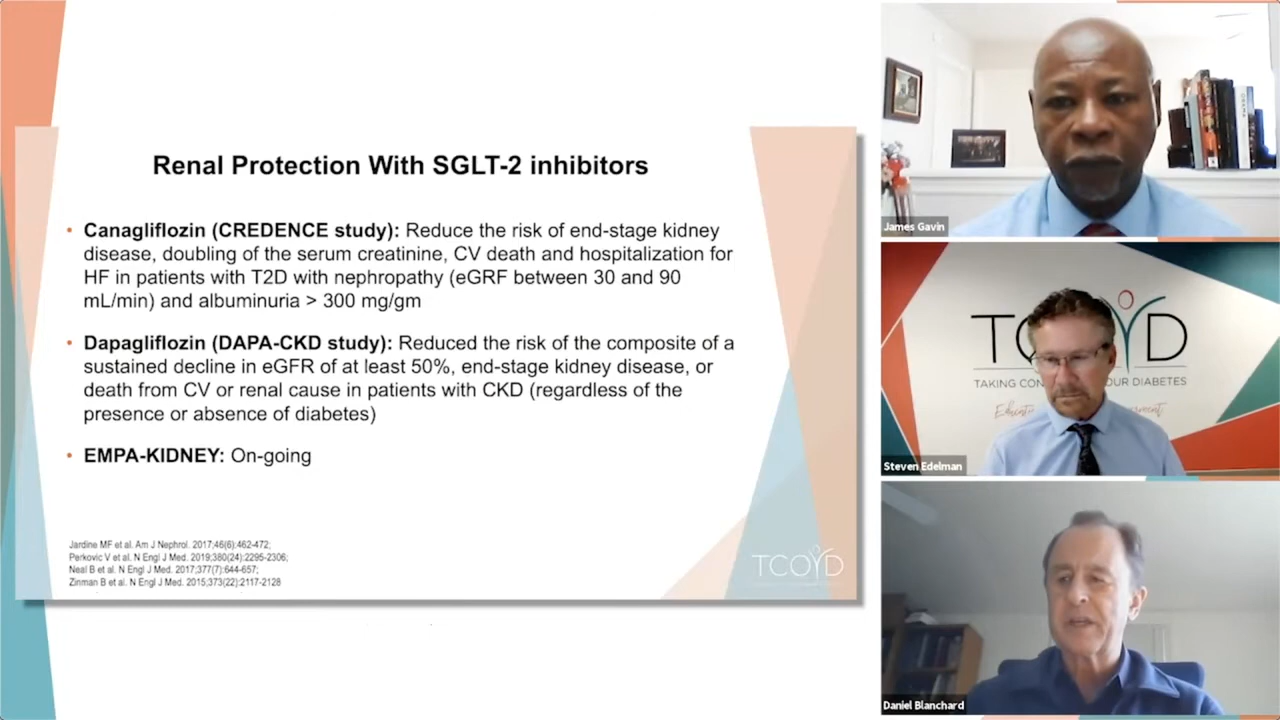 Renal Protection With SGLT-2 inhibitors
• Canagliflozin (CREDENCE study): Reduce the risk of end-stage kidney
disease, doubling of the serum creatinine, CV death and hospitalization for
HF in patients with T2D with nephropathy (eGRF between 30 and 90
mL/min) and albuminuria > 300 mg/gm
• Dapagliflozin (DAPA-CKD study): Reduced the risk of the composite of a
sustained decline in eGFR of at least 50%, end-stage kidney disease, or
death from CV or renal cause in patients with CKD (regardless of the
presence or absence of diabetes)
• EMPA-KIDNEY: On-going
Jardine MF et al. Am J Nephrol. 2017;46(6):462-472;
Perkovic V et al. N Engl J Med. 2019;380(24):2295-2306;
Neal B et al. N Engl J Med. 2017;377(7):644-657;
Zinman B et al. N Engl J Med. 2015;373(22):2117-2128
TCOYD
James Gavin
TC YD
TAKING CON OUR DIABETES
Steven Edelman
Daniel Blanchard